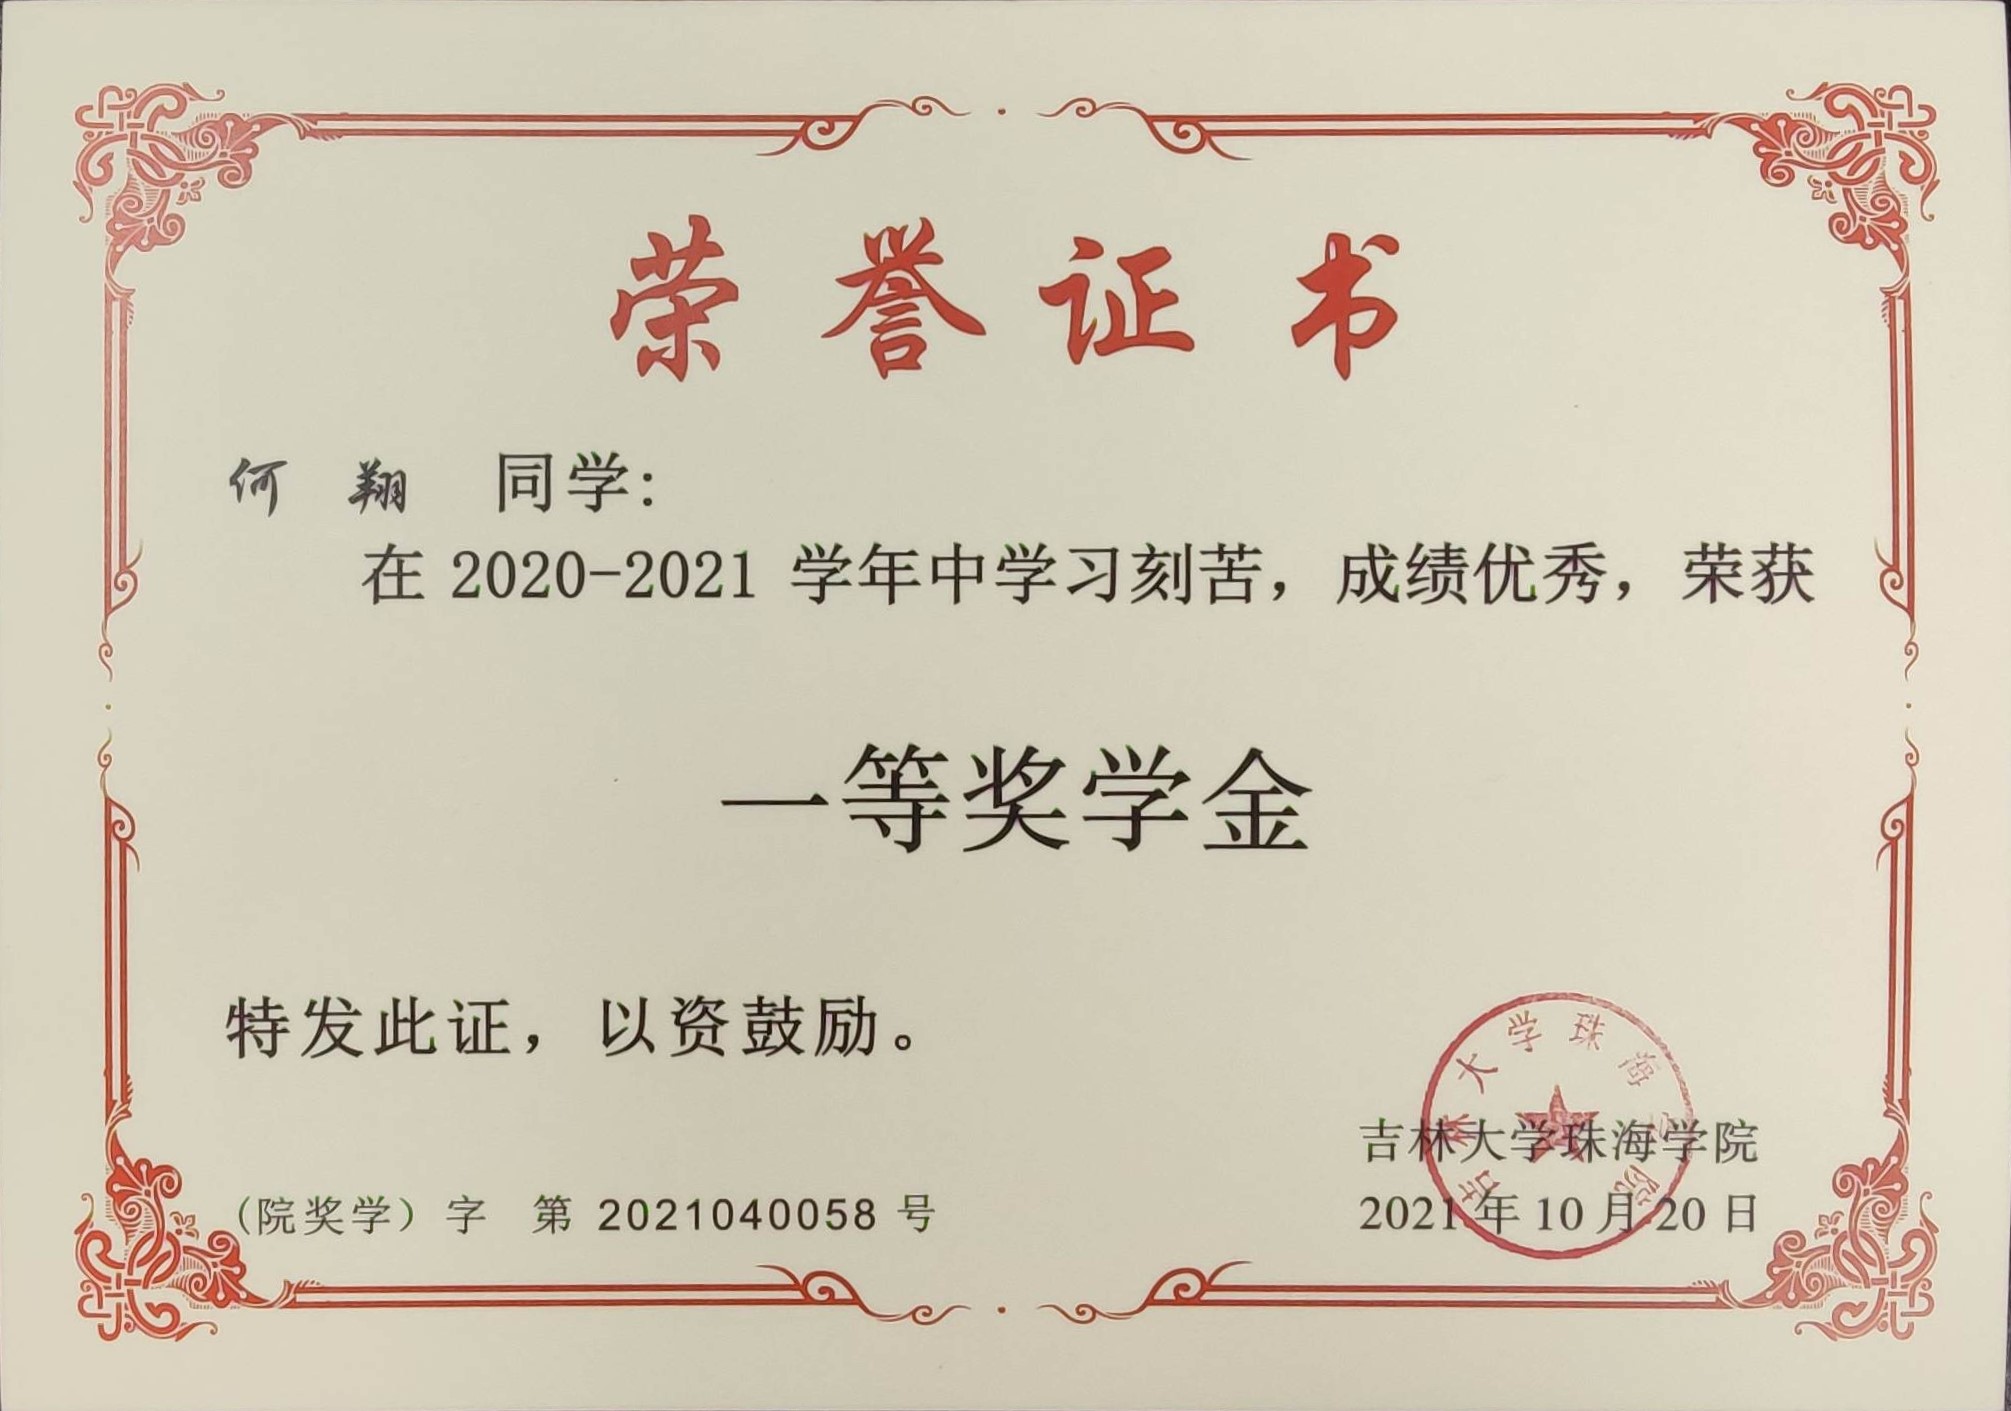 荣誉证书
何 翔 同学:
在 2020-2021 学年中学习刻苦，成绩优秀，荣获
一等奖学金
特发此证，以资鼓励。
吉林大学珠海学院
吉林大学珠海学院
（院奖学）字 第 2021040058 号
2021 年 10 月 20 日